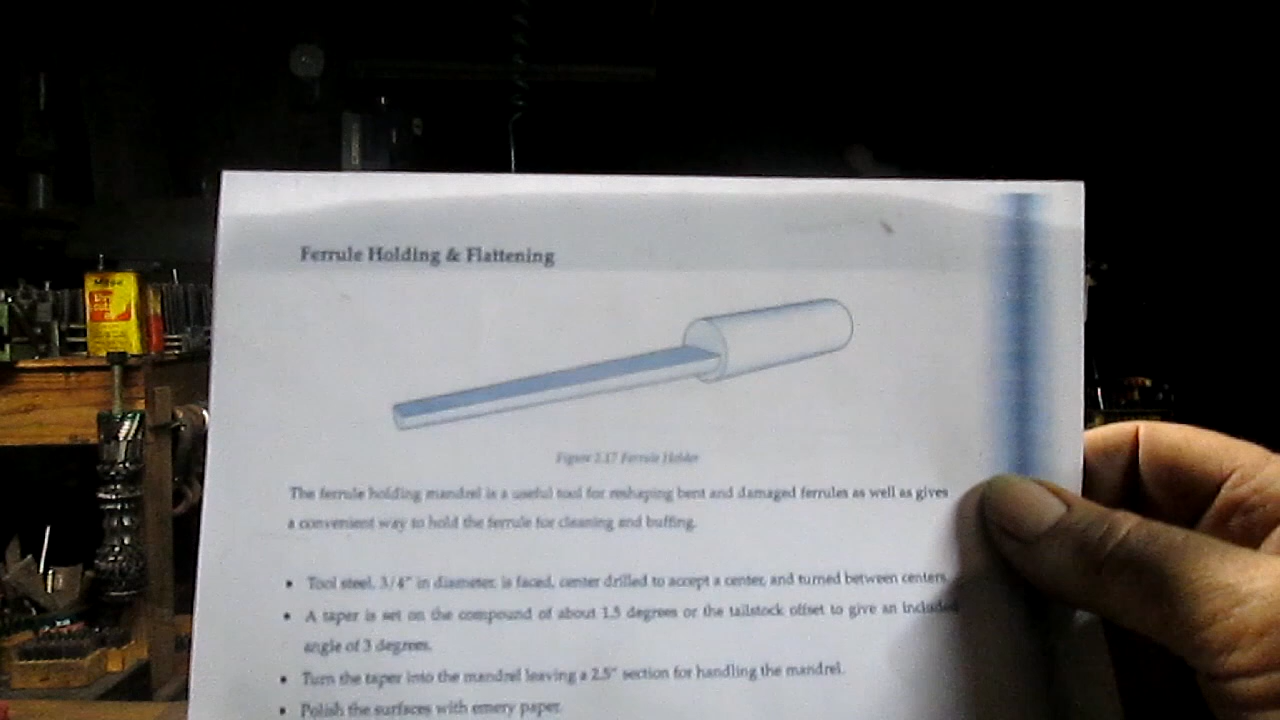 Ferrule Holding & Flattening
Figure 2.17 Ferrule Holder
The ferrule holding mandrel is a useful tool for reshaping bent and damaged ferrules as well as gives
a convenient way to hold the ferrule for cleaning and buffing.
• Tool steel, 3/4" in diameter, is faced, center drilled to accept a center, and turned between centers.
• A taper is set on the compound of about 1.5 degrees or the tailstock offset to give an included
angle of 3 degrees.
• Turn the taper into the mandrel leaving a 2.5" section for handling the mandrel.
• Polish the surfaces with emery paper.